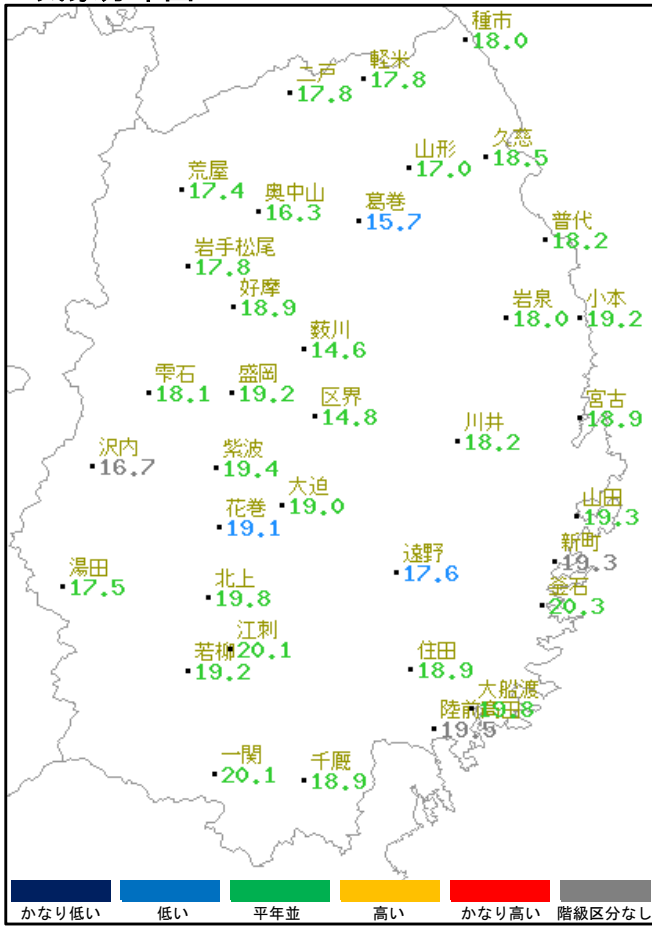 種市
18.0
軽米
17.8
二戸
17.8
久慈
18.5
山形
17.0
荒屋
17.4
奥中山
16.3
葛巻
15.7
普代
18.2
岩手松尾
17.8
好摩
18.9
岩泉
18.0
小本
19.2
薮川
14.6
雫石
18.1
盛岡
19.2
区界
14.8
宮古
18.9
川井
18.2
沢内
16.7
紫波
19.4
大迫
19.0
花巻
19.1
山田
19.3
新町
19.3
遠野
17.6
湯田
17.5
北上
19.8
釜石
20.3
江刺
20.1
若柳
19.2
住田
18.9
大船渡
19.8
陸前高田
19.5
一関
20.1
千厩
18.9
かなり低い 低い 平年並 高い かなり高い 階級区分なし